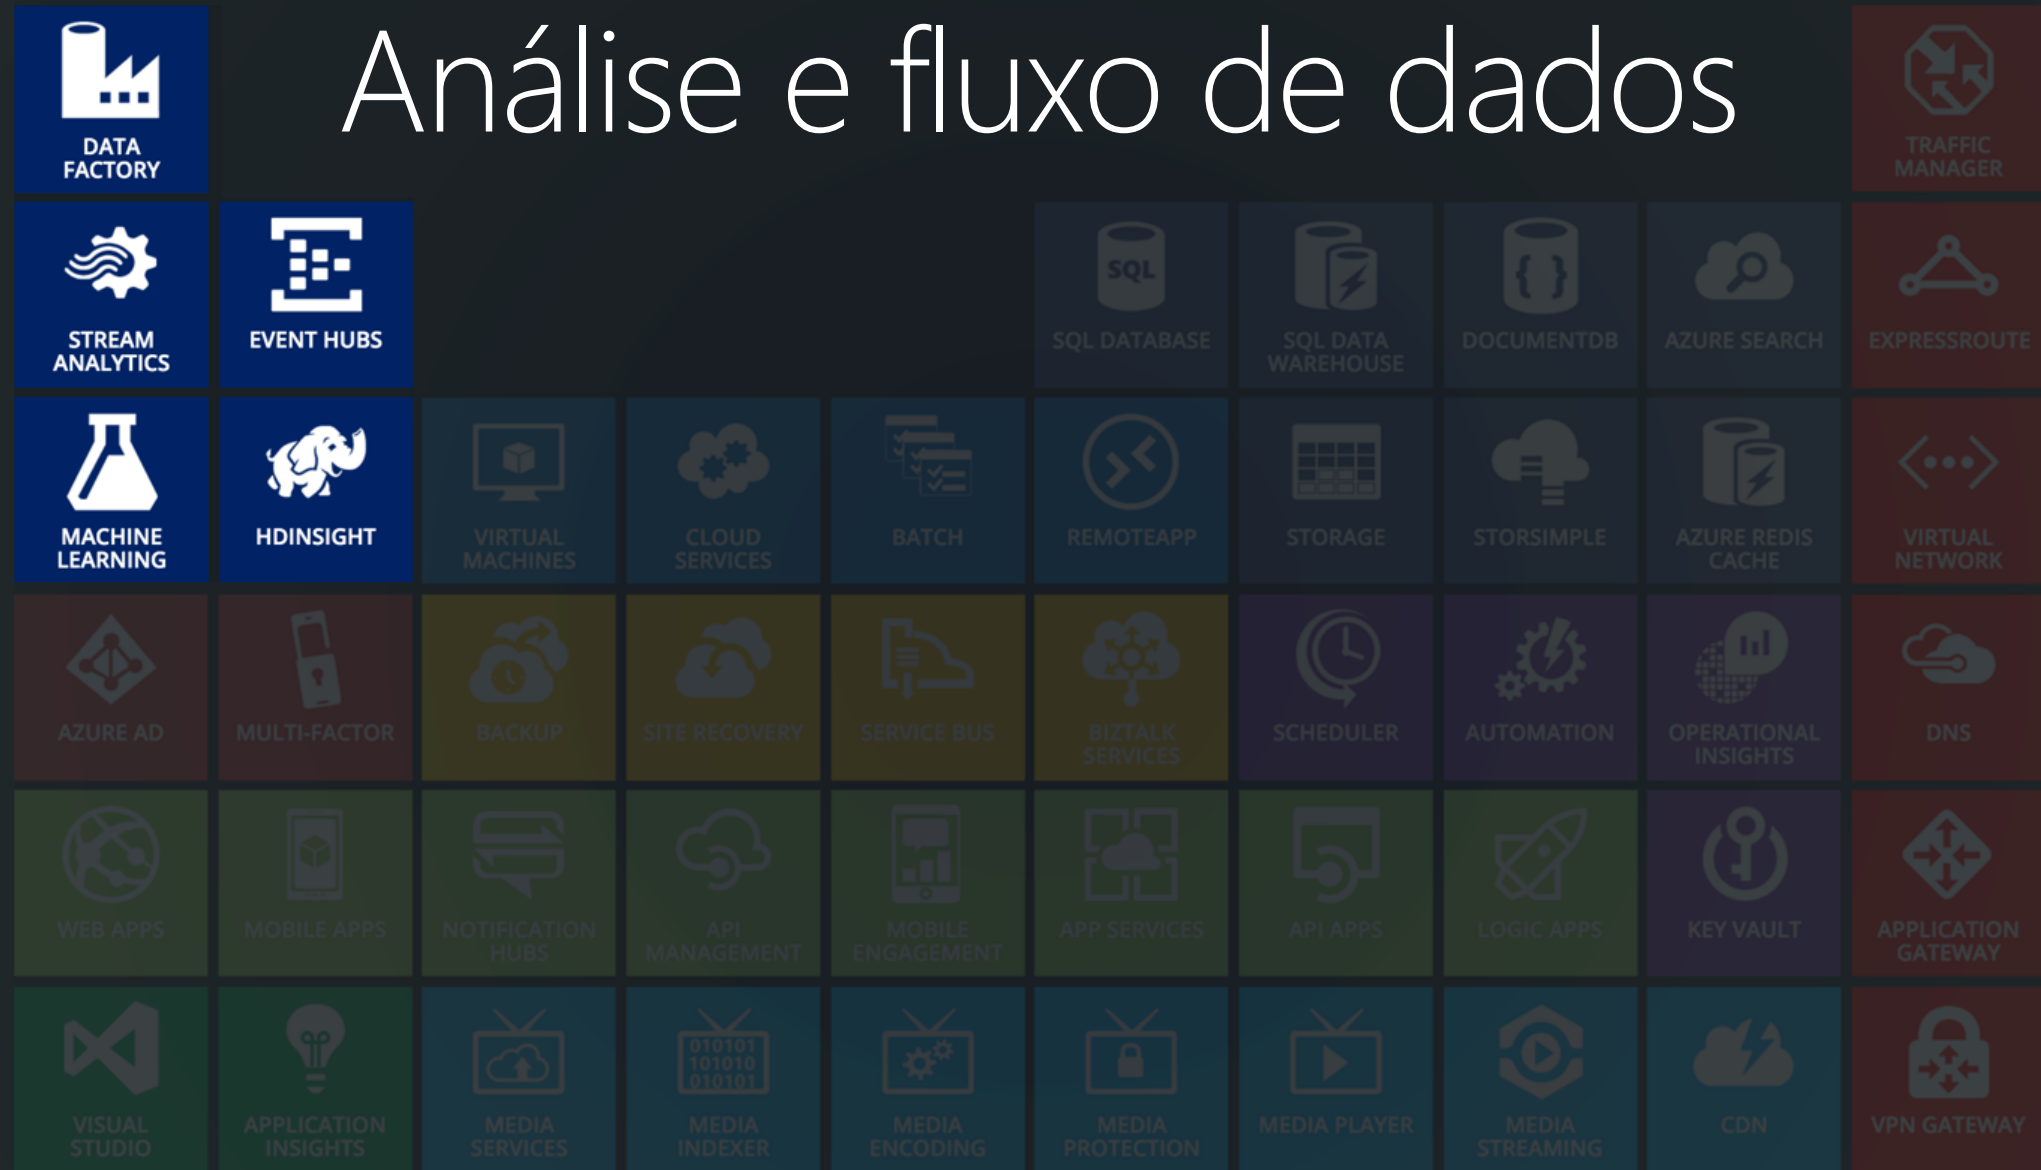 Análise e fluxo de dados
DATA
FACTORY
TRAFFIC
MANAGER
STREAM
ANALYTICS
EVENT HUBS
SQL
SQL DATABASE
SQL DATA
WAREHOUSE
{ }
DOCUMENTDB
AZURE SEARCH
EXPRESSROUTE
MACHINE
LEARNING
HDINSIGHT
VIRTUAL
MACHINES
CLOUD
SERVICES
BATCH
REMOTEAPP
STORAGE
STORSIMPLE
AZURE REDIS
CACHE
VIRTUAL
NETWORK
AZURE AD
MULTI-FACTOR
BACKUP
SITE RECOVERY
SERVICE BUS
BIZTALK
SERVICES
SCHEDULER
AUTOMATION
OPERATIONAL
INSIGHTS
DNS
WEB APPS
MOBILE APPS
NOTIFICATION
HUBS
API
MANAGEMENT
MOBILE
ENGAGEMENT
APP SERVICES
API APPS
LOGIC APPS
KEY VAULT
APPLICATION
GATEWAY
VISUAL
STUDIO
APPLICATION
INSIGHTS
MEDIA
SERVICES
010101
101010
010101
MEDIA
INDEXER
MEDIA
ENCODING
MEDIA
PROTECTION
MEDIA PLAYER
MEDIA
STREAMING
CDN
VPN GATEWAY